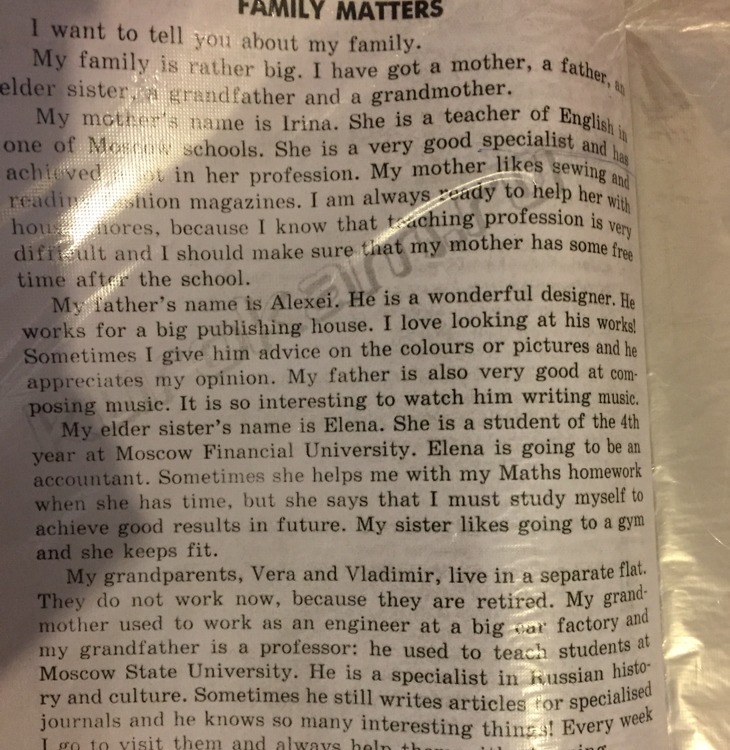 FAMILY MATTERS
I want to tell you about my family.
My family is rather big. I have got a mother, a father, an
elder sister, a grandfather and a grandmother.
My mother's name is Irina. She is a teacher of English in
one of Moscow schools. She is a very good specialist and has
achieved a lot in her profession. My mother likes sewing and
reading fashion magazines. I am always ready to help her with
house chores, because I know that teaching profession is very
difficult and I should make sure that my mother has some free
time after the school.
My father's name is Alexei. He is a wonderful designer. He
works for a big publishing house. I love looking at his works!
Sometimes I give him advice on the colours or pictures and he
appreciates my opinion. My father is also very good at com-
posing music. It is so interesting to watch him writing music.
My elder sister's name is Elena. She is a student of the 4th
year at Moscow Financial University. Elena is going to be an
accountant. Sometimes she helps me with my Maths homework
when she has time, but she says that I must study myself to
achieve good results in future. My sister likes going to a gym
and she keeps fit.
My grandparents, Vera and Vladimir, live in a separate flat.
They do not work now, because they are retired. My grand-
mother used to work as an engineer at a big car factory and
my grandfather is a professor: he used to teach students at
Moscow State University. He is a specialist in Russian histo-
ry and culture. Sometimes he still writes articles for specialised
journals and he knows so many interesting things! Every week
I go to visit them and always help